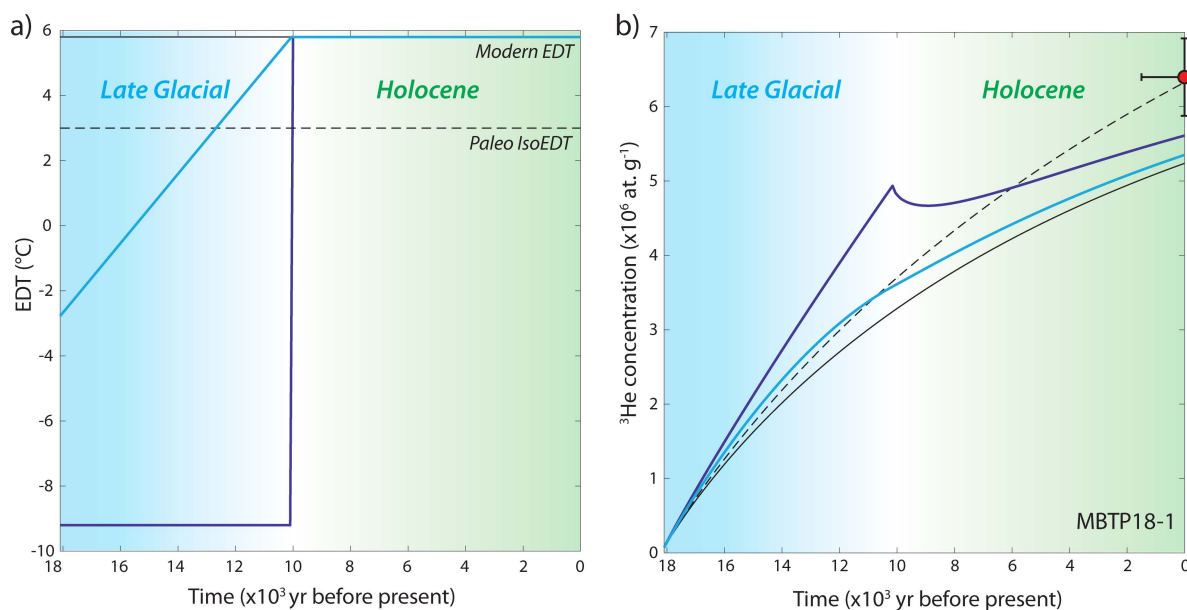 a)
6
4
2
0
-2
-4
-6
-8
-10
EDT (°C)
Late Glacial
Holocene
Modern EDT
Paleo IsoEDT
18 16 14 12 10 8 6 4 2 0
Time (x10³ yr before present)
b)
7
6
5
4
3
2
1
0
³He concentration (x10⁶ at. g⁻¹)
Late Glacial
Holocene
MBTP18-1
18 16 14 12 10 8 6 4 2 0
Time (x10³ yr before present)